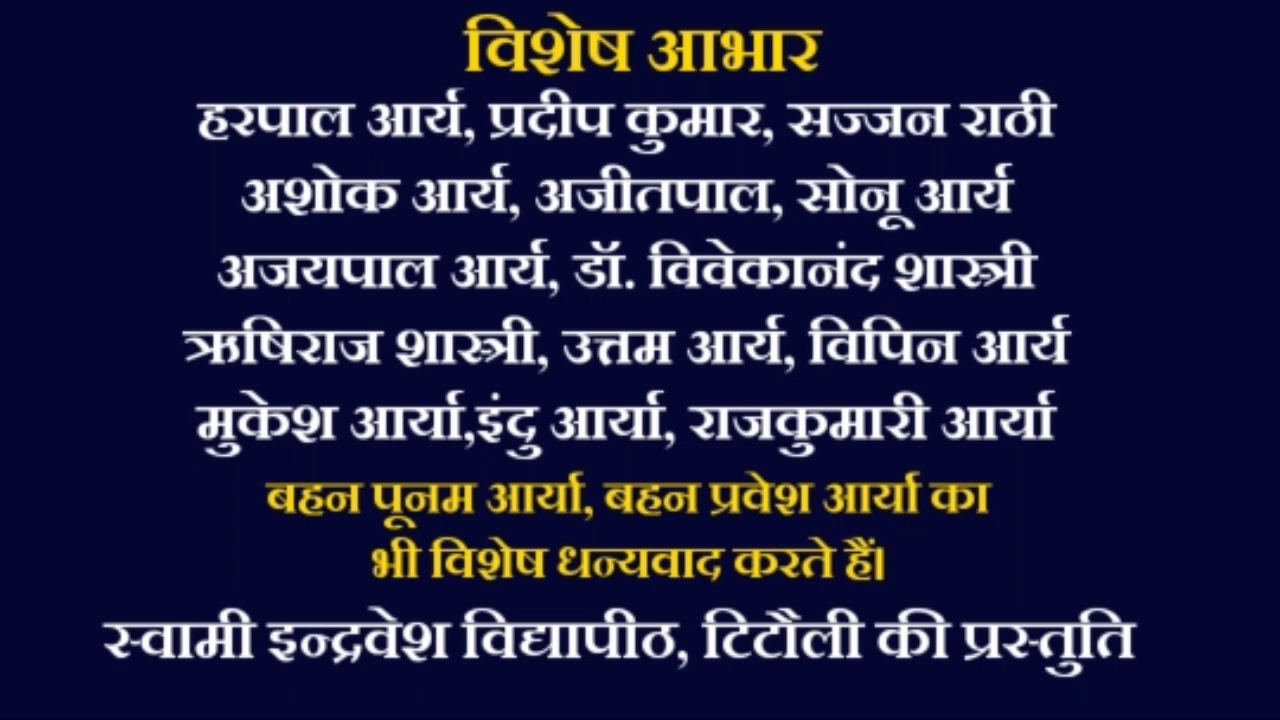 विशेष आभार
हरपाल आर्य, प्रदीप कुमार, सज्जन राठी
अशोक आर्य, अजीतपाल, सोनू आर्य
अजयपाल आर्य, डॉ. विवेकानंद शास्त्री
ऋषिराज शास्त्री, उत्तम आर्य, विपिन आर्य
मुकेश आर्या,इंदु आर्या, राजकुमारी आर्या
बहन पूनम आर्या, बहन प्रवेश आर्या का
भी विशेष धन्यवाद करते हैं।
स्वामी इन्द्रवेश विद्यापीठ, टिटौली की प्रस्तुति